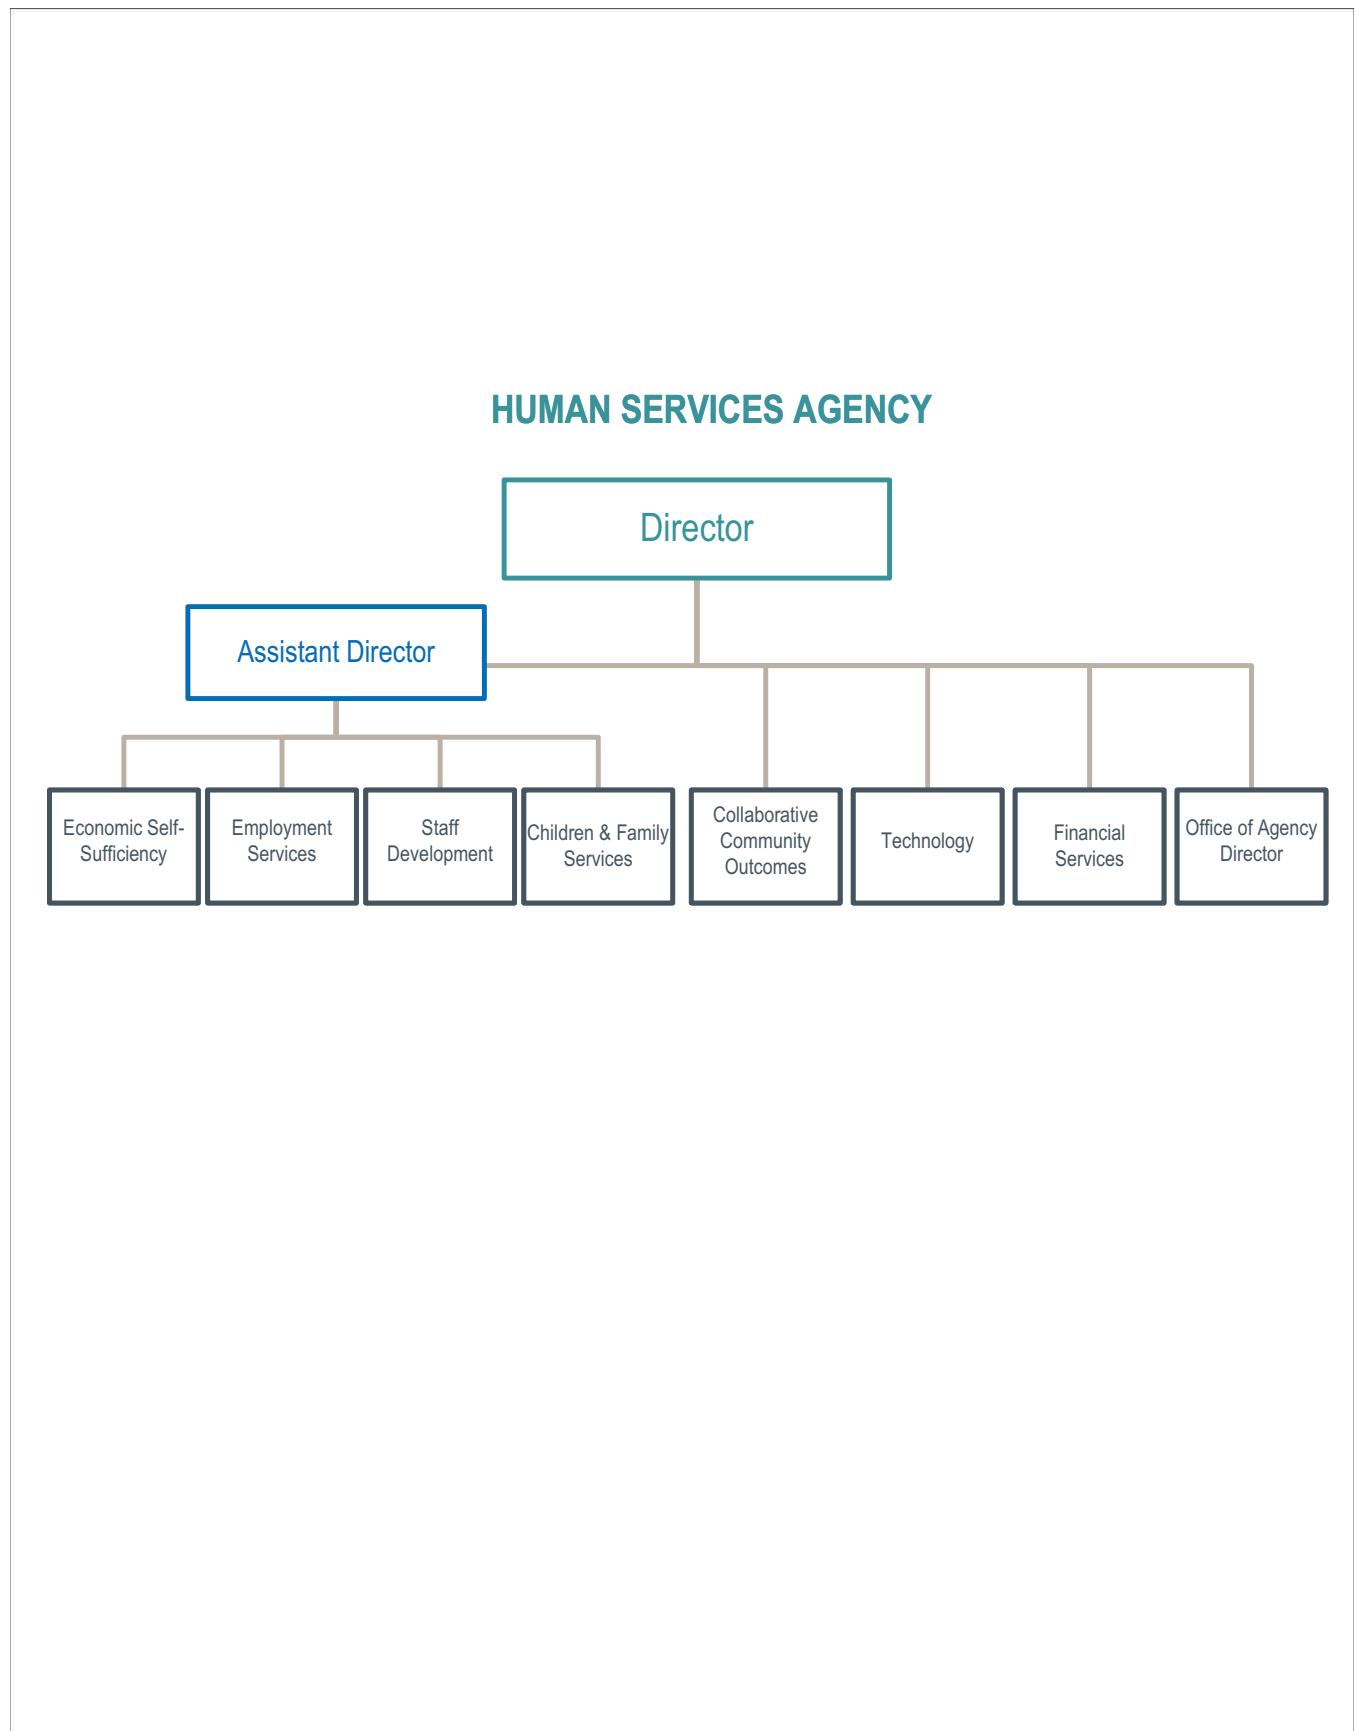 HUMAN SERVICES AGENCY
Director
Assistant Director
Economic Self-
Sufficiency
Employment
Services
Staff
Development
Children & Family
Services
Collaborative
Community
Outcomes
Technology
Financial
Services
Office of Agency
Director